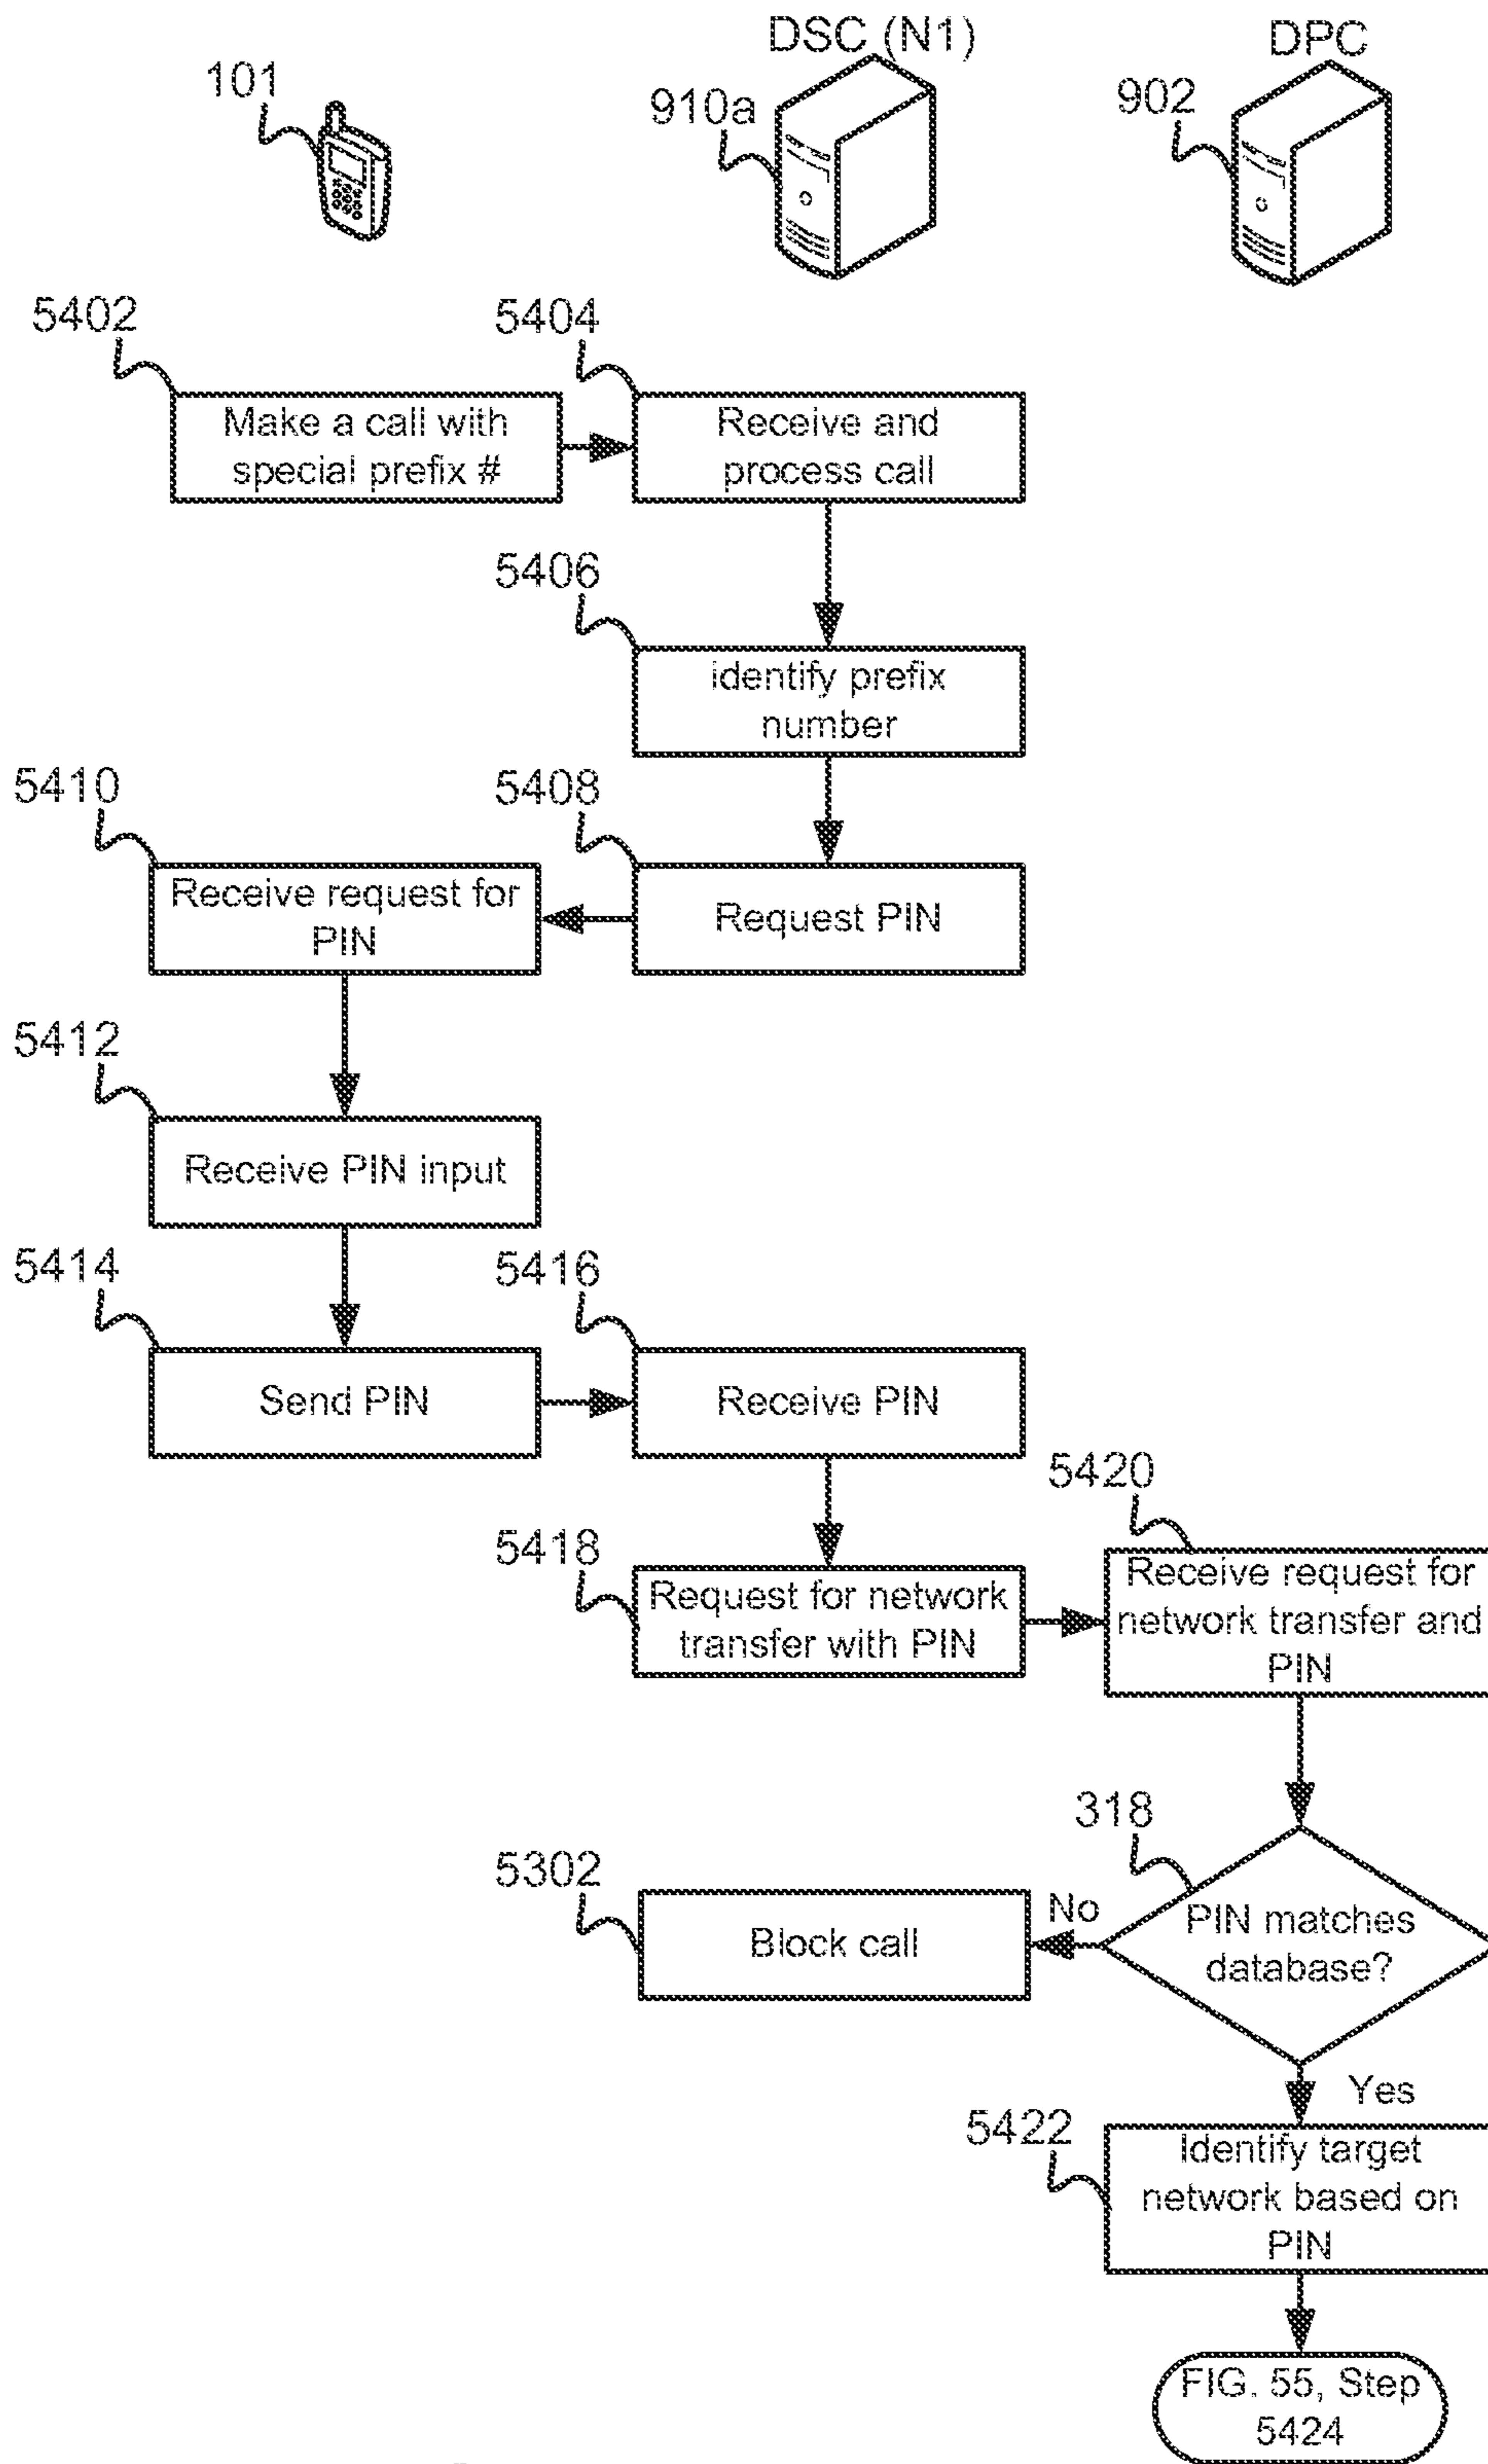 DSC (N1)
DPC
101
910a
902
5402
5404
Make a call with
special prefix #
Receive and
process call
5406
identify prefix
number
5410
5408
Receive request for
PIN
Request PIN
5412
Receive PIN input
5414
5416
Send PIN
Receive PIN
5420
5418
Request for network
transfer with PIN
Receive request for
network transfer and
PIN
318
5302
Block call
No
PIN matches
database?
Yes
5422
Identify target
network based on
PIN
FIG. 55, Step
5424